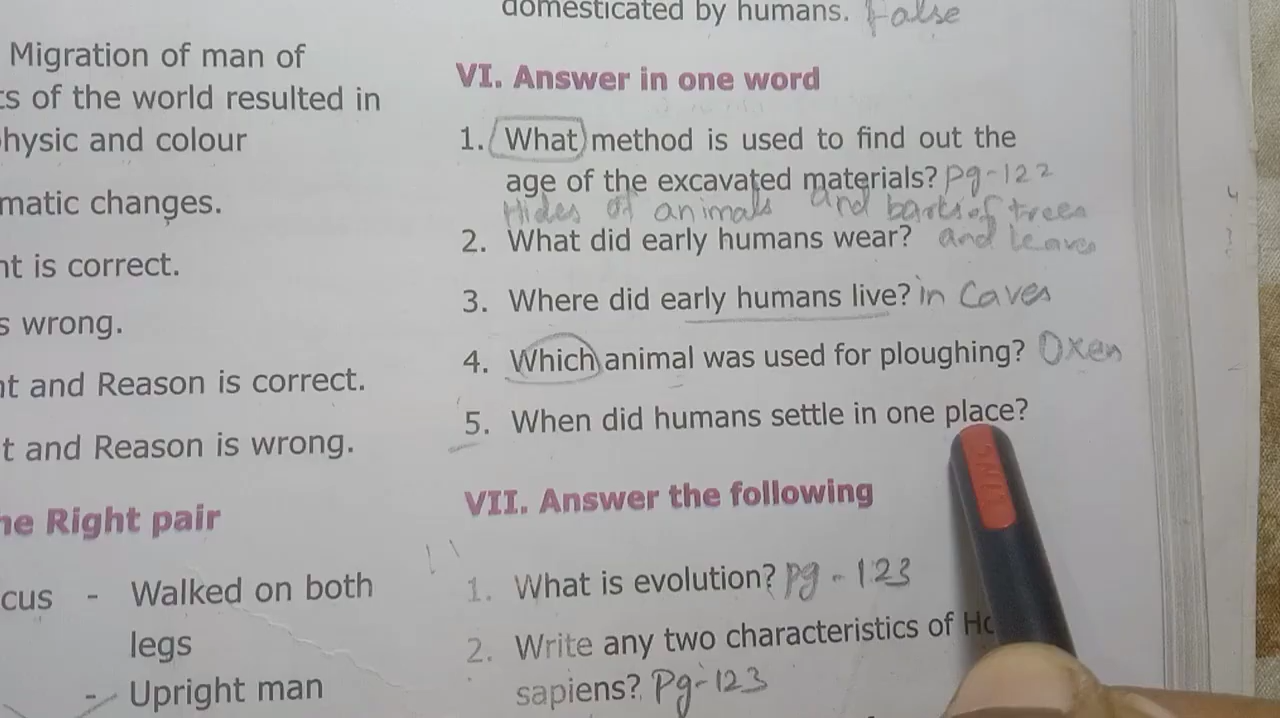 domesticated by humans. False
Migration of man of
ts of the world resulted in
hysic and colour
matic changes.
nt is correct.
s wrong.
nt and Reason is correct.
t and Reason is wrong.
he Right pair
cus - Walked on both
legs
- Upright man
VI. Answer in one word
1. What method is used to find out the
age of the excavated materials? pg-122
Hides of animals and barks of trees
2. What did early humans wear? and leaves
3. Where did early humans live? in Caves
4. Which animal was used for ploughing? Oxen
5. When did humans settle in one place?
VII. Answer the following
1. What is evolution? pg-123
2. Write any two characteristics of Ho
sapiens? Pg-123